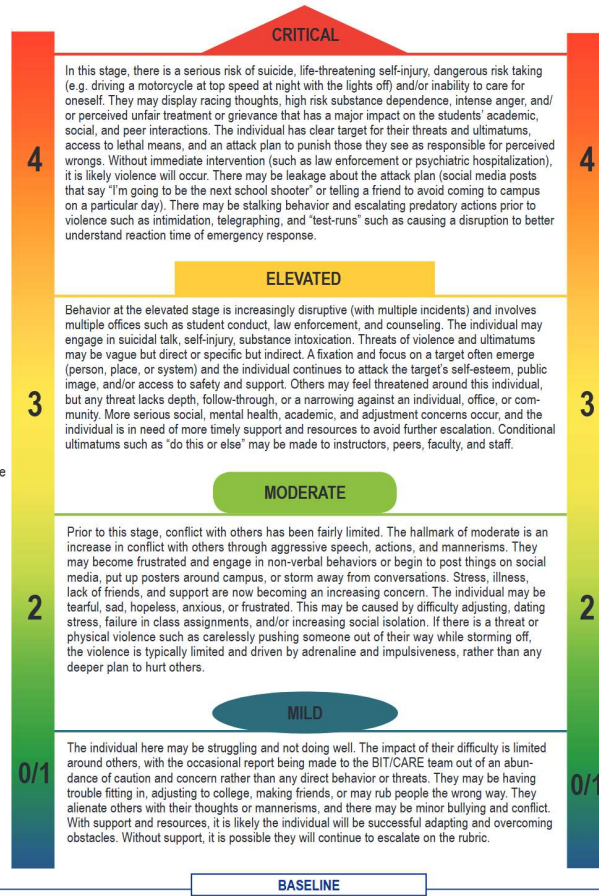 CRITICAL
In this stage, there is a serious risk of suicide, life-threatening self-injury, dangerous risk taking
(e.g. driving a motorcycle at top speed at night with the lights off) and/or inability to care for
oneself. They may display racing thoughts, high risk substance dependence, intense anger, and/
or perceived unfair treatment or grievance that has a major impact on the students' academic,
social, and peer interactions. The individual has clear target for their threats and ultimatums,
access to lethal means, and an attack plan to punish those they see as responsible for perceived
wrongs. Without immediate intervention (such as law enforcement or psychiatric hospitalization),
it is likely violence will occur. There may be leakage about the attack plan (social media posts
that say "I'm going to be the next school shooter" or telling a friend to avoid coming to campus
on a particular day). There may be stalking behavior and escalating predatory actions prior to
violence such as intimidation, telegraphing, and "test-runs" such as causing a disruption to better
understand reaction time of emergency response.
4
4
ELEVATED
Behavior at the elevated stage is increasingly disruptive (with multiple incidents) and involves
multiple offices such as student conduct, law enforcement, and counseling. The individual may
engage in suicidal talk, self-injury, substance intoxication. Threats of violence and ultimatums
may be vague but direct or specific but indirect. A fixation and focus on a target often emerge
(person, place, or system) and the individual continues to attack the target's self-esteem, public
image, and/or access to safety and support. Others may feel threatened around this individual,
but any threat lacks depth, follow-through, or a narrowing against an individual, office, or com-
munity. More serious social, mental health, academic, and adjustment concerns occur, and the
individual is in need of more timely support and resources to avoid further escalation. Conditional
ultimatums such as "do this or else" may be made to instructors, peers, faculty, and staff.
3
3
e
MODERATE
Prior to this stage, conflict with others has been fairly limited. The hallmark of moderate is an
increase in conflict with others through aggressive speech, actions, and mannerisms. They
may become frustrated and engage in non-verbal behaviors or begin to post things on social
media, put up posters around campus, or storm away from conversations. Stress, illness,
lack of friends, and support are now becoming an increasing concern. The individual may be
tearful, sad, hopeless, anxious, or frustrated. This may be caused by difficulty adjusting, dating
stress, failure in class assignments, and/or increasing social isolation. If there is a threat or
physical violence such as carelessly pushing someone out of their way while storming off,
the violence is typically limited and driven by adrenaline and impulsiveness, rather than any
deeper plan to hurt others.
2
2
MILD
The individual here may be struggling and not doing well. The impact of their difficulty is limited
around others, with the occasional report being made to the BIT/CARE team out of an abun-
dance of caution and concern rather than any direct behavior or threats. They may be having
trouble fitting in, adjusting to college, making friends, or may rub people the wrong way. They
alienate others with their thoughts or mannerisms, and there may be minor bullying and conflict.
With support and resources, it is likely the individual will be successful adapting and overcoming
obstacles. Without support, it is possible they will continue to escalate on the rubric.
0/1
0/1
BASELINE